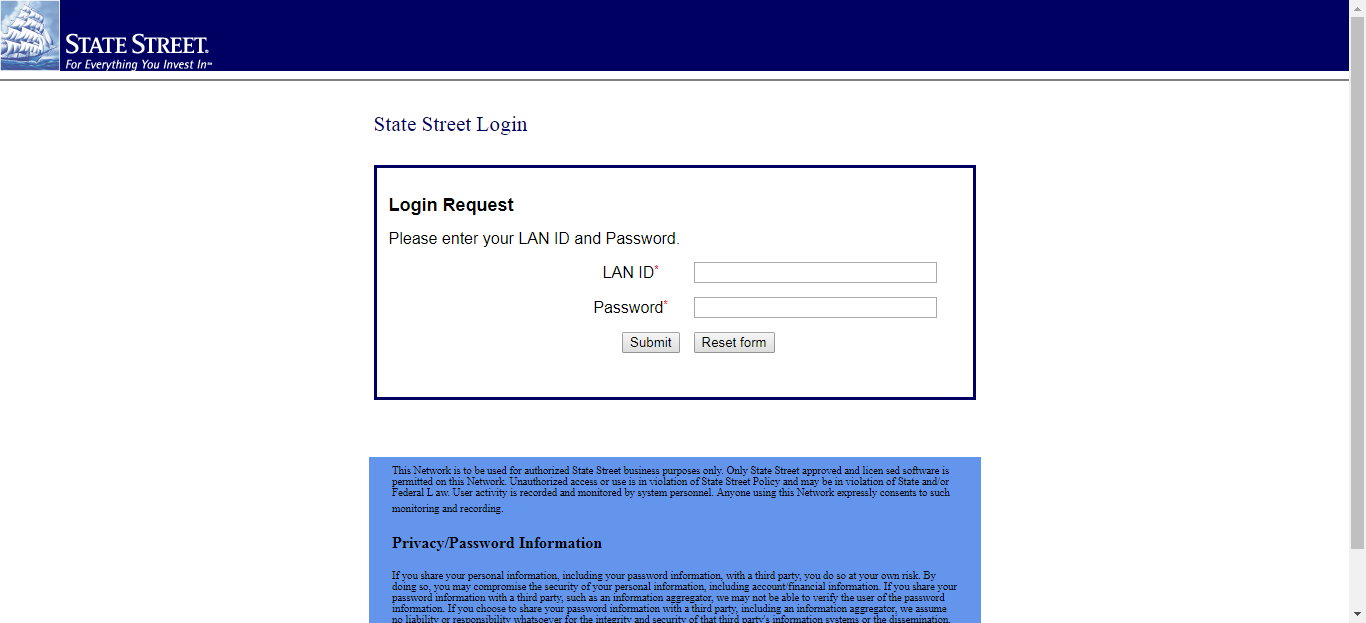 STATE STREET.
For Everything You Invest In℠
State Street Login
Login Request
Please enter your LAN ID and Password.
LAN ID*
Password*
Submit Reset form
This Network is to be used for authorized State Street business purposes only. Only State Street approved and licen sed software is
permitted on this Network. Unauthorized access or use is in violation of State Street Policy and may be in violation of State and/or
Federal L aw. User activity is recorded and monitored by system personnel. Anyone using this Network expressly consents to such
monitoring and recording.
Privacy/Password Information
If you share your personal information, including your password information, with a third party, you do so at your own risk. By
doing so, you may compromise the security of your personal information, including account/financial information. If you share your
password information with a third party, such as an information aggregator, we may not be able to verify the user of the password
information. If you choose to share your password information with a third party, including an information aggregator, we assume
no liability or responsibility whatsoever for the integrity and security of that third party's information systems or the dissemination,